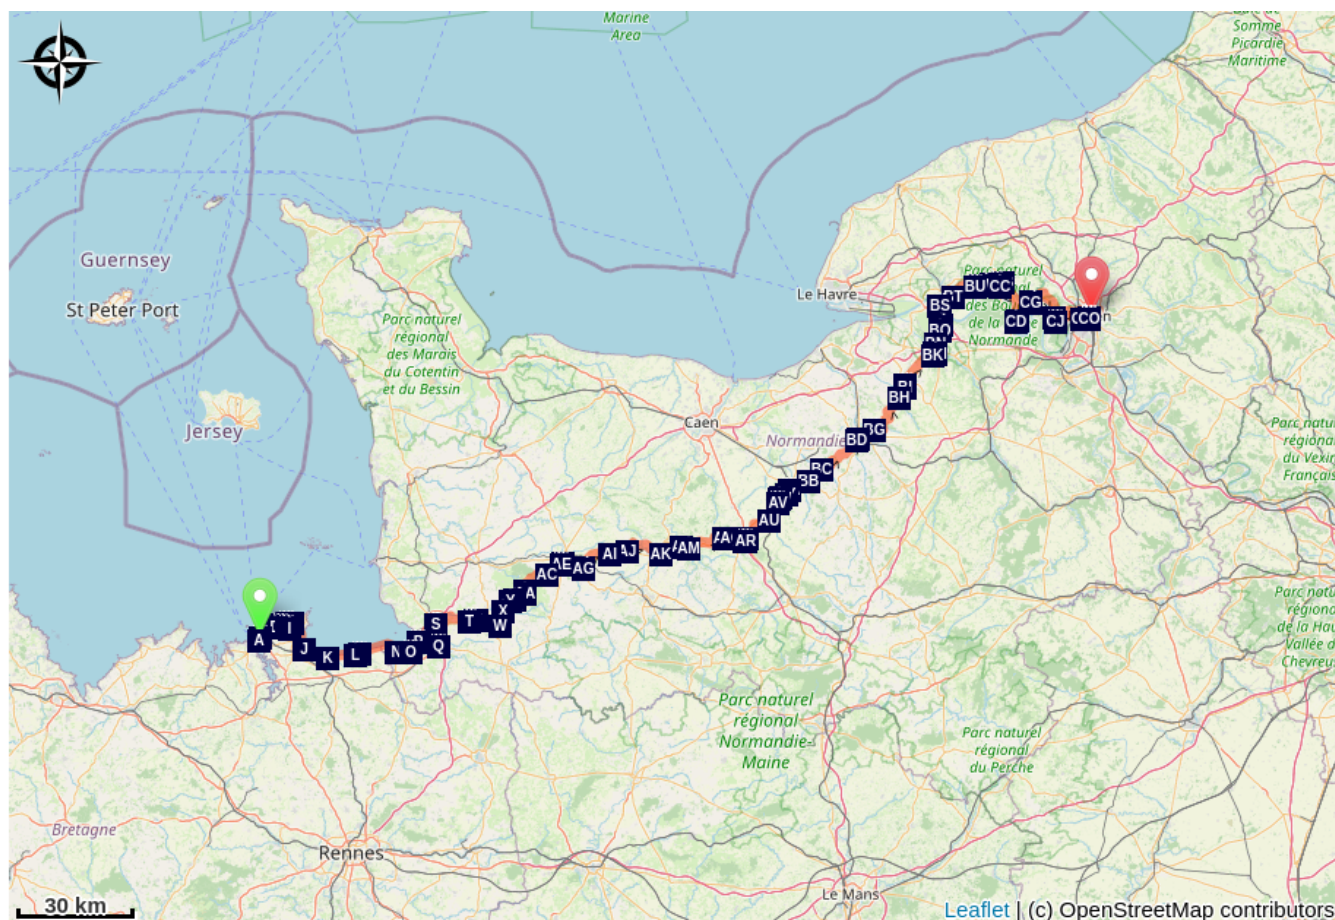 Marine
Area
Baie de
Somme
Picardie
Maritime
Guernsey
St Peter Port
Jersey
Parc naturel
régional
des Marais
du Cotentin
et du Bessin
Le Havre
Parc naturel
de la
Normande
BU
CC
BS
CG
CD
CJ
CO
BK
BH
Caen
Normandie
BD
BG
BC
BB
AV
AU
AR
AM
AK
AJ
AI
AG
AE
AC
A
X
W
T
S
Q
O
N
L
K
J
I
A
Parc naturel
régional
du Vexin
Français
Parc naturel
régional
de la Haute
Vallée de
Chevreuse
Parc naturel
régional
Normandie-
Maine
Parc naturel
régional
du Perche
Bretagne
Rennes
Le Mans
30 km
Leaflet | (c) OpenStreetMap contributors